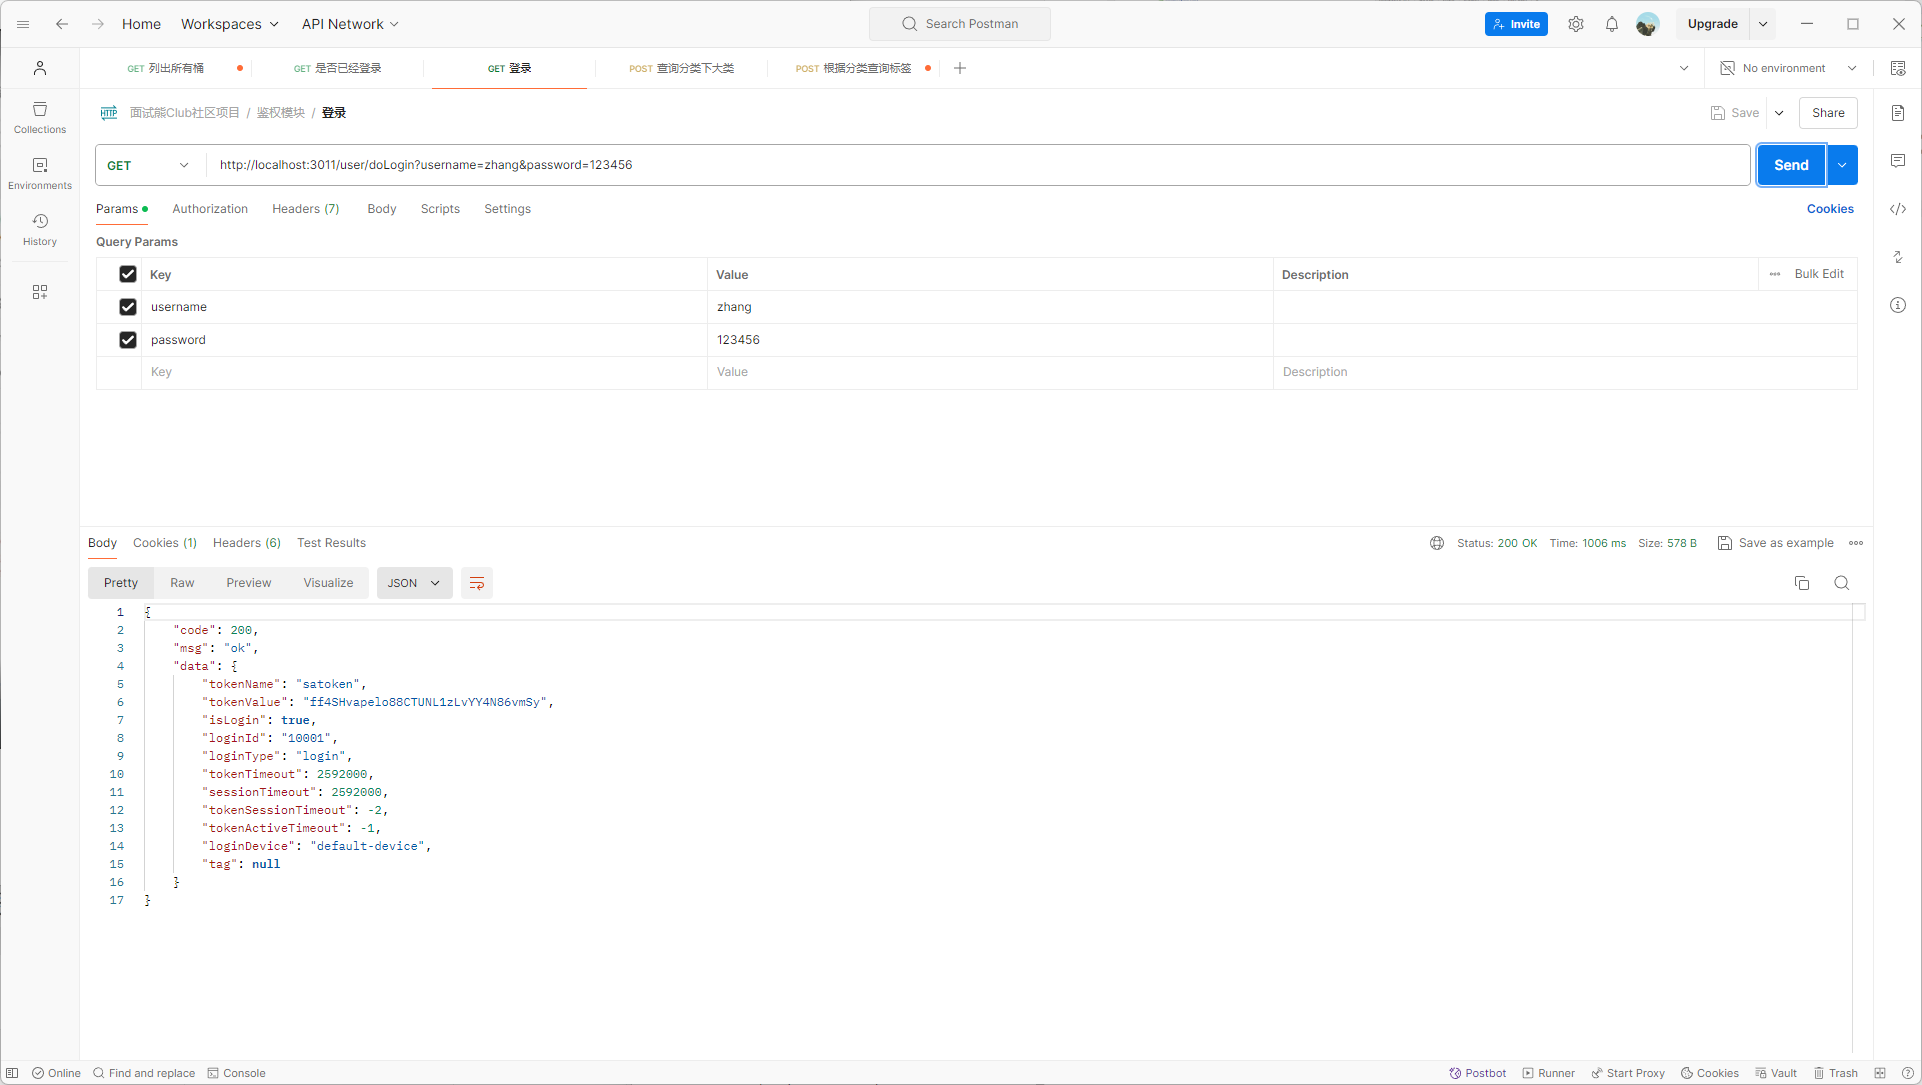 Home Workspaces API Network Search Postman Invite Upgrade
GET 列出所有桶 GET 是否已经登录 GET 登录 POST 查询分类下大类 POST 根据分类查询标签 No environment
HTTP 面试能Club社区项目 / 鉴权模块 / 登录 Save Share
Collections
GET http://localhost:3011/user/doLogin?username=zhang&password=123456 Send
Environments
Params Authorization Headers (7) Body Scripts Settings Cookies
History
Query Params
Key Value Description Bulk Edit
username zhang
password 123456
Key Value Description
Body Cookies (1) Headers (6) Test Results Status: 200 OK Time: 1006 ms Size: 578 B Save as example
Pretty Raw Preview Visualize JSON
1 {
2 "code": 200,
3 "msg": "ok",
4 "data": {
5 "tokenName": "satoken",
6 "tokenValue": "ff4SHvapelo88CTUNL1zLvYY4N86vmSy",
7 "isLogin": true,
8 "loginId": "10001",
9 "loginType": "login",
10 "tokenTimeout": 2592000,
11 "sessionTimeout": 2592000,
12 "tokenSessionTimeout": -2,
13 "tokenActiveTimeout": -1,
14 "loginDevice": "default-device",
15 "tag": null
16 }
17 }
Online Find and replace Console Postbot Runner Start Proxy Cookies Vault Trash